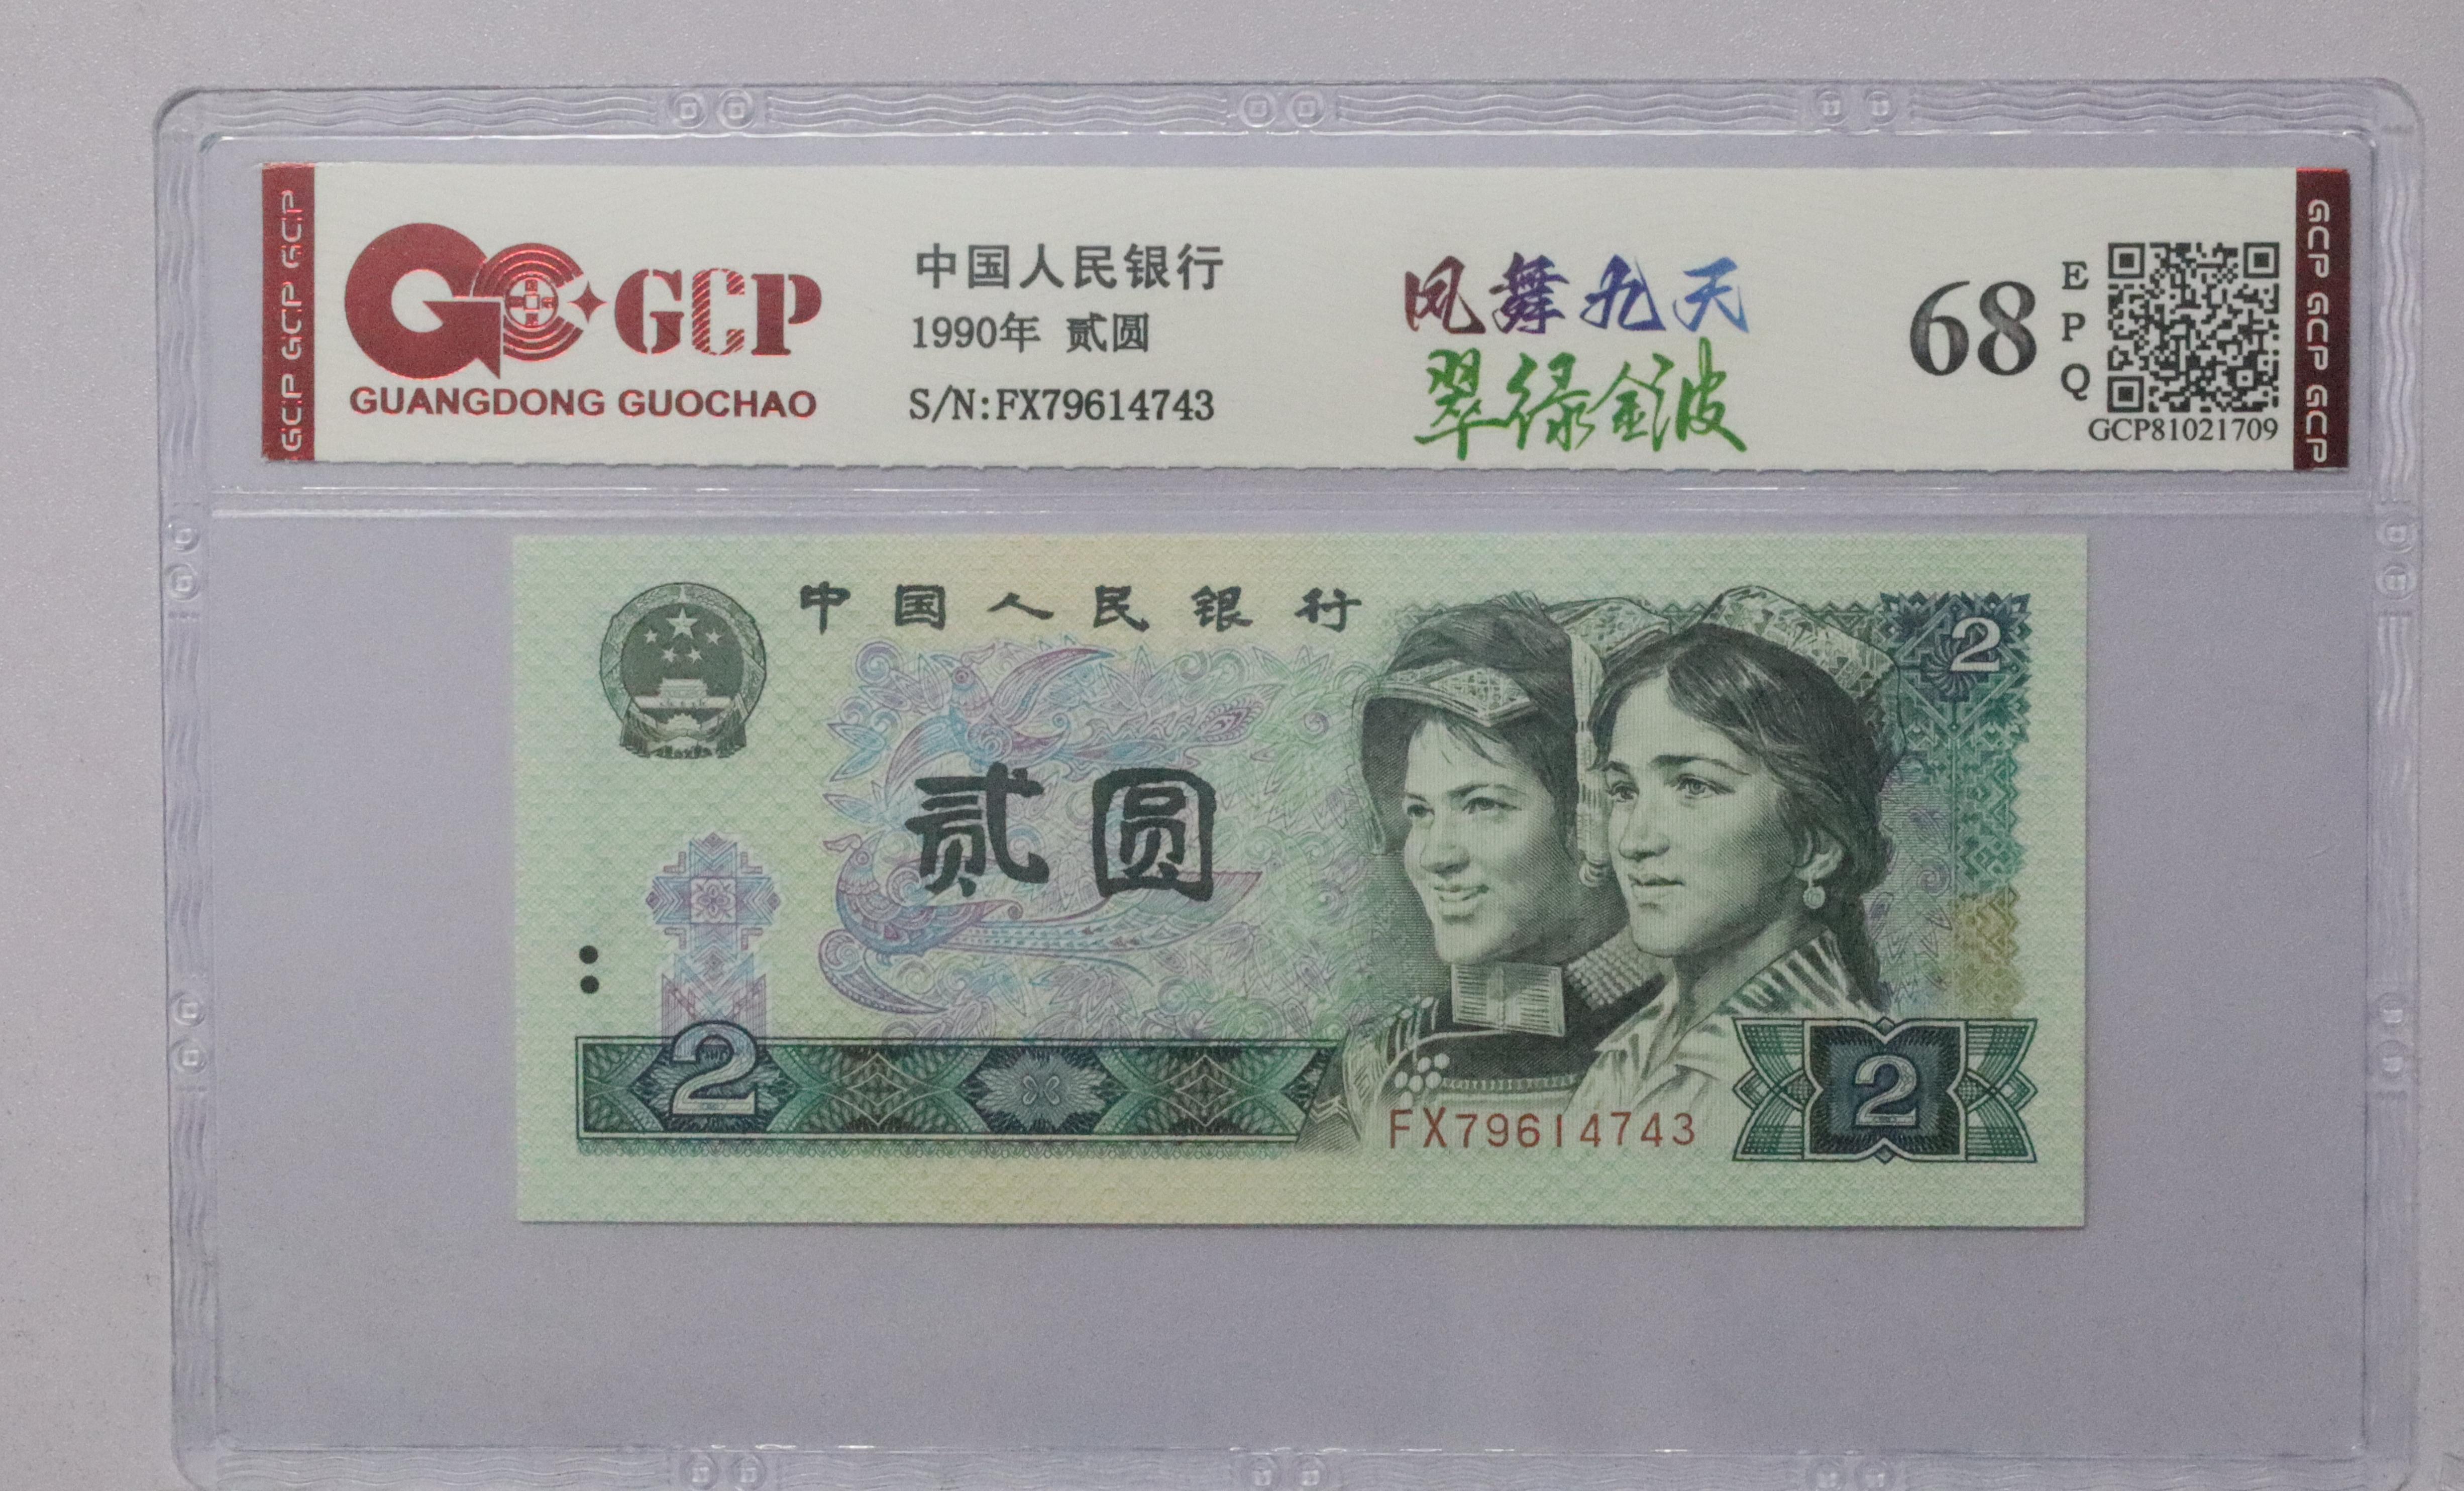 GCP GCP GCP
GCP
GUANGDONG GUOCHAO
中国人民银行
1990年 贰圆
S/N:FX79614743
凤舞九天
翠绿金波
68
EPQ
GCP81021709
GCP GCP GCP
中国人民银行
2
贰圆
2
FX79614743
2